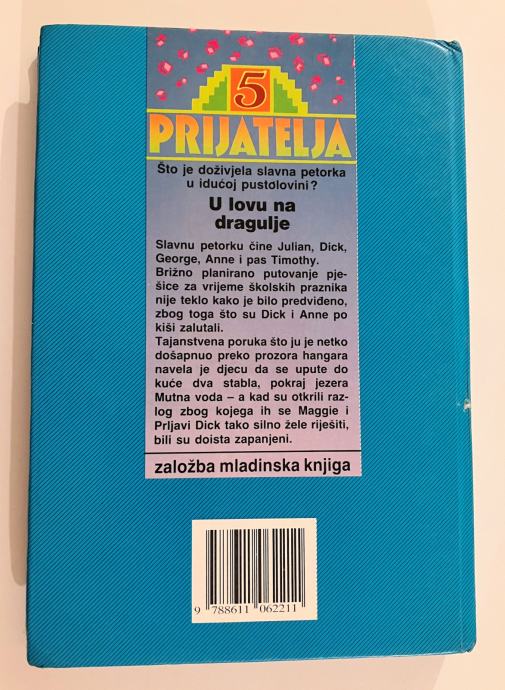 5
PRIJATELJA
Što je doživjela slavna petorka
u idućoj pustolovini?
U lovu na
dragulje
Slavnu petorku čine Julian, Dick,
George, Anne i pas Timothy.
Brižno planirano putovanje pje-
šice za vrijeme školskih praznika
nije teklo kako je bilo predviđeno,
zbog toga što su Dick i Anne po
kiši zalutali.
Tajanstvena poruka što ju je netko
došapnuo preko prozora hangara
navela je djecu da se upute do
kuće dva stabla, pokraj jezera
Mutna voda – a kad su otkrili raz-
log zbog kojega ih se Maggie i
Prljavi Dick tako silno žele riješiti,
bili su doista zapanjeni.
založba mladinska knjiga
9 788611 062211